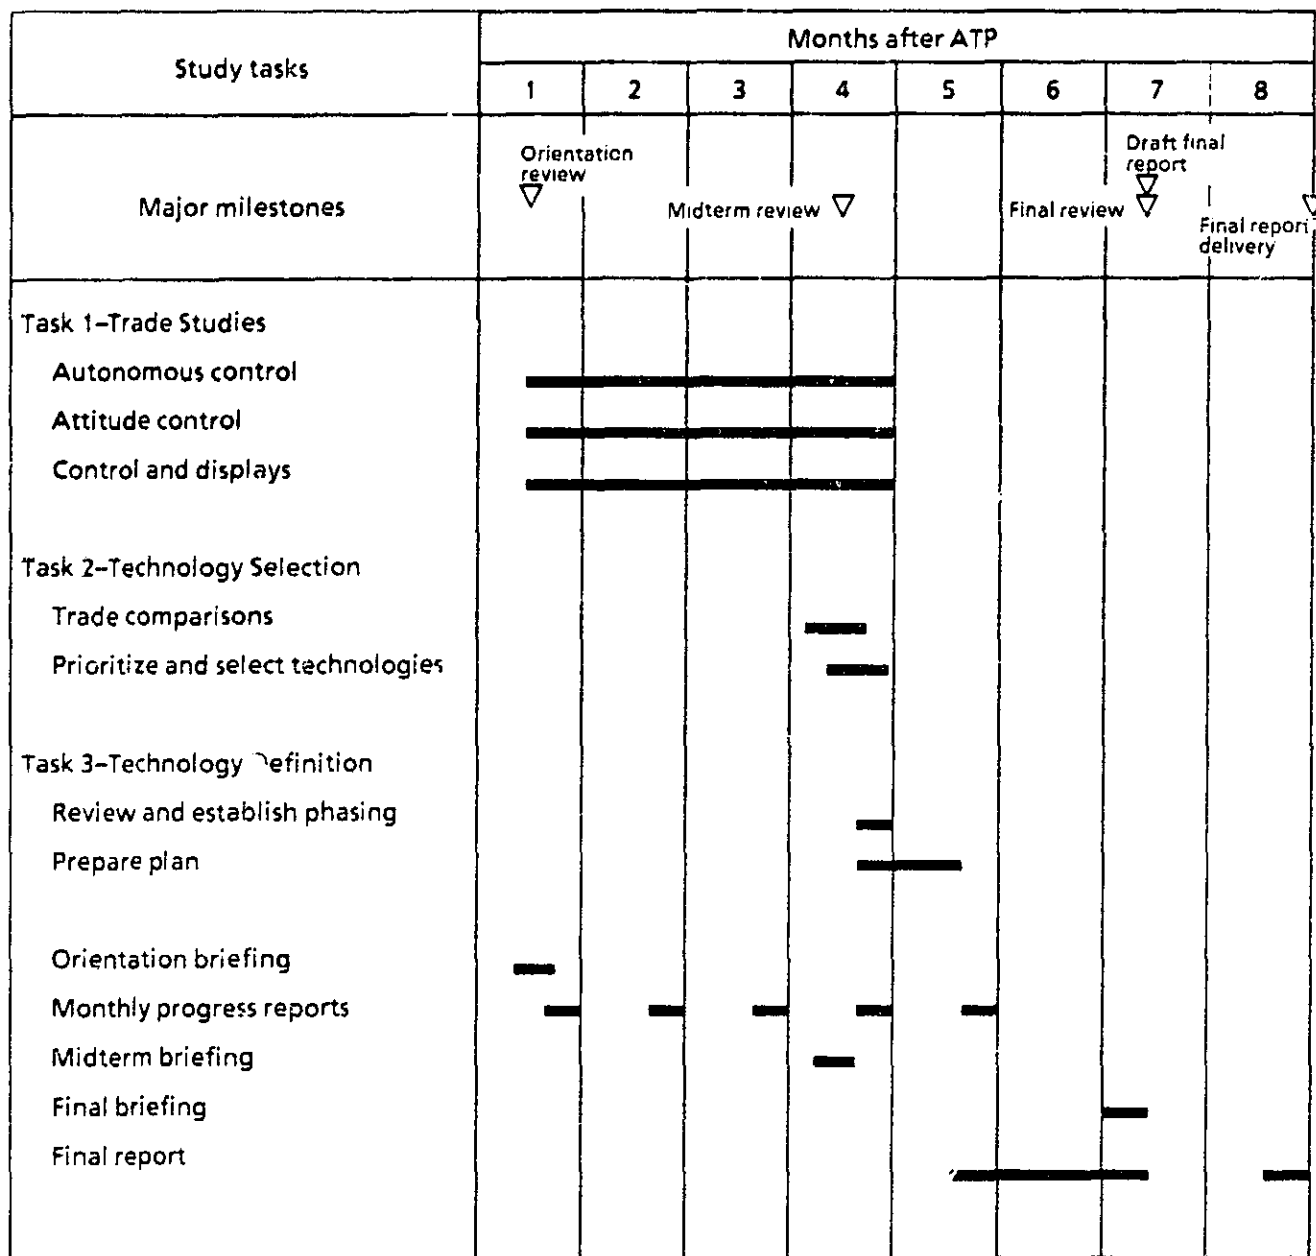 Study tasks
Months after ATP
1 2 3 4 5 6 7 8
Major milestones
Orientation
review
Midterm review
Final review
Draft final
report
Final report
delivery
Task 1–Trade Studies
Autonomous control
Attitude control
Control and displays
Task 2–Technology Selection
Trade comparisons
Prioritize and select technologies
Task 3–Technology Definition
Review and establish phasing
Prepare plan
Orientation briefing
Monthly progress reports
Midterm briefing
Final briefing
Final report